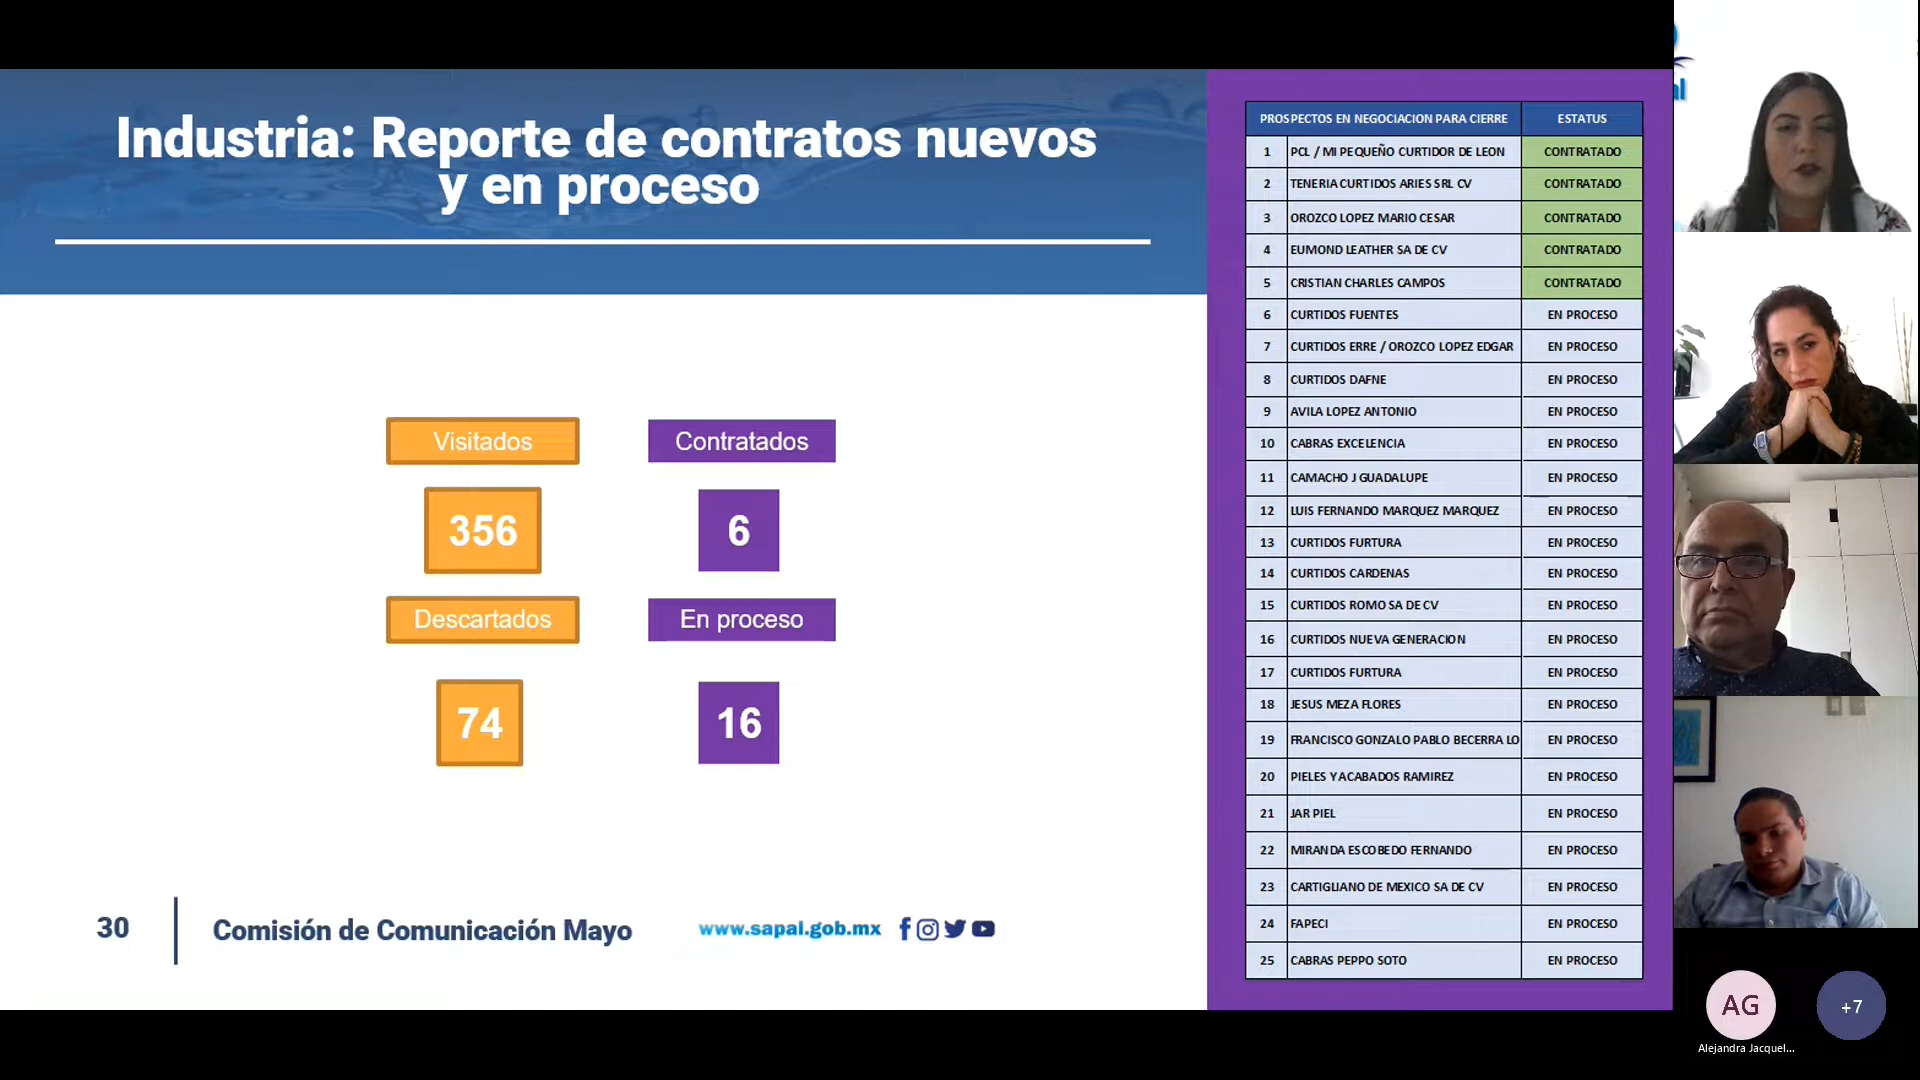 Industria: Reporte de contratos nuevos
y en proceso
Visitados
Contratados
356
6
Descartados
En proceso
74
16
30
Comisión de Comunicación Mayo
www.sapal.gob.mx
PROSPECTOS EN NEGOCIACION PARA CIERRE ESTATUS
1 PCL / MI PEQUEÑO CURTIDOR DE LEON CONTRATADO
2 TENERIA CURTIDOS ARIES SRL CV CONTRATADO
3 OROZCO LOPEZ MARIO CESAR CONTRATADO
4 EUMOND LEATHER SA DE CV CONTRATADO
5 CRISTIAN CHARLES CAMPOS CONTRATADO
6 CURTIDOS FUENTES EN PROCESO
7 CURTIDOS ERRE / OROZCO LOPEZ EDGAR EN PROCESO
8 CURTIDOS DAFNE EN PROCESO
9 AVILA LOPEZ ANTONIO EN PROCESO
10 CABRAS EXCELENCIA EN PROCESO
11 CAMACHO J GUADALUPE EN PROCESO
12 LUIS FERNANDO MARQUEZ MARQUEZ EN PROCESO
13 CURTIDOS FURTURA EN PROCESO
14 CURTIDOS CARDENAS EN PROCESO
15 CURTIDOS ROMO SA DE CV EN PROCESO
16 CURTIDOS NUEVA GENERACION EN PROCESO
17 CURTIDOS FURTURA EN PROCESO
18 JESUS MEZA FLORES EN PROCESO
19 FRANCISCO GONZALO PABLO BECERRA LO EN PROCESO
20 PIELES Y ACABADOS RAMIREZ EN PROCESO
21 JAR PIEL EN PROCESO
22 MIRANDA ESCOBEDO FERNANDO EN PROCESO
23 CARTIGLIANO DE MEXICO SA DE CV EN PROCESO
24 FAPECI EN PROCESO
25 CABRAS PEPPO SOTO EN PROCESO
al
AG
+7
Alejandra Jacquel...